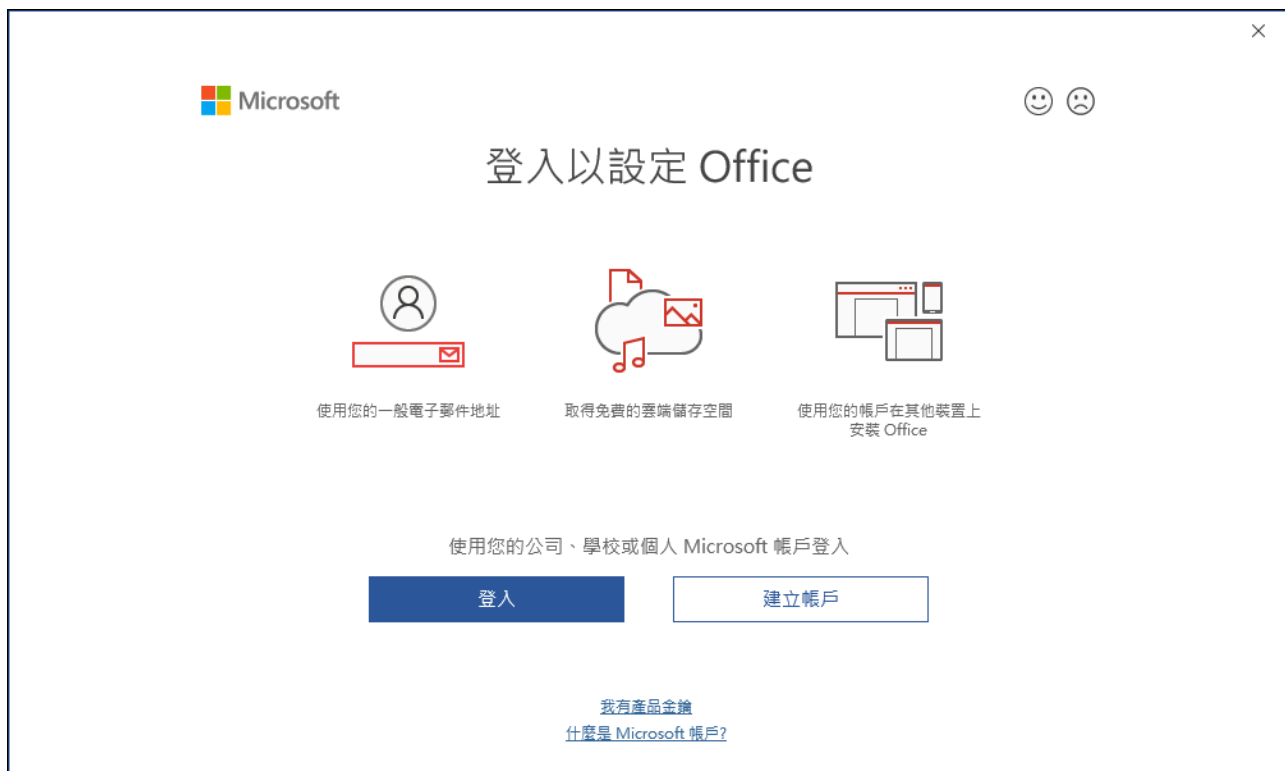 Microsoft
登入以設定 Office
使用您的一般電子郵件地址
取得免費的雲端儲存空間
使用您的帳戶在其他裝置上
安裝 Office
使用您的公司、學校或個人 Microsoft 帳戶登入
登入
建立帳戶
我有產品金鑰
什麼是 Microsoft 帳戶?